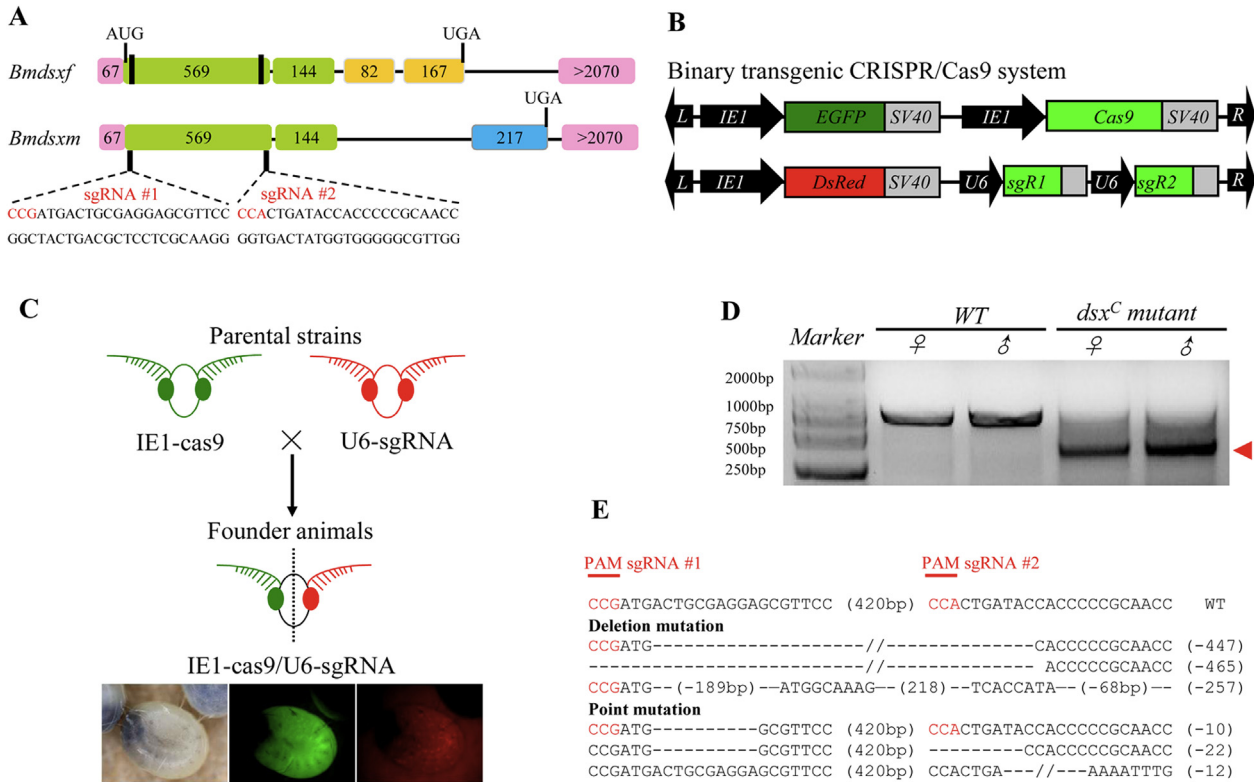 A
AUG
UGA
Bmdsxf
67
569
144
82
167
>2070
UGA
Bmdsxm
67
569
144
217
>2070
sgRNA #1
sgRNA #2
CCGATGACTGCGAGGAGCGTTCC CCACTGATACCACCCCCGCAACC
GGCTACTGACGCTCCTCGCAAGG GGTGACTATGGTGGGGGCGTTGG
B
Binary transgenic CRISPR/Cas9 system
L IE1 EGFP SV40 IE1 Cas9 SV40 R
L IE1 DsRed SV40 U6 sgR1 U6 sgR2 R
C
Parental strains
IE1-cas9
U6-sgRNA
Founder animals
IE1-cas9/U6-sgRNA
D
Marker
WT
dsx^C mutant
♀ ♂ ♀ ♂
2000bp
1000bp
750bp
500bp
250bp
E
PAM sgRNA #1
PAM sgRNA #2
CCGATGACTGCGAGGAGCGTTCC (420bp) CCACTGATACCACCCCCGCAACC WT
Deletion mutation
CCGATG--------------------//---------------CACCCCCGCAACC (-447)
--------------------------//----------------ACCCCCGCAACC (-465)
CCGATG--(-189bp)--ATGGCAAAG--(218)--TCACCATA--(-68bp)-- (-257)
Point mutation
CCGATG----------GCGTTCC (420bp) CCACTGATACCACCCCCGCAACC (-10)
CCGATG----------GCGTTCC (420bp) ----------CCACCCCCGCAACC (-22)
CCGATGACTGCGAGGAGCGTTCC (420bp) CCACTGA---//---AAAATTTG (-12)